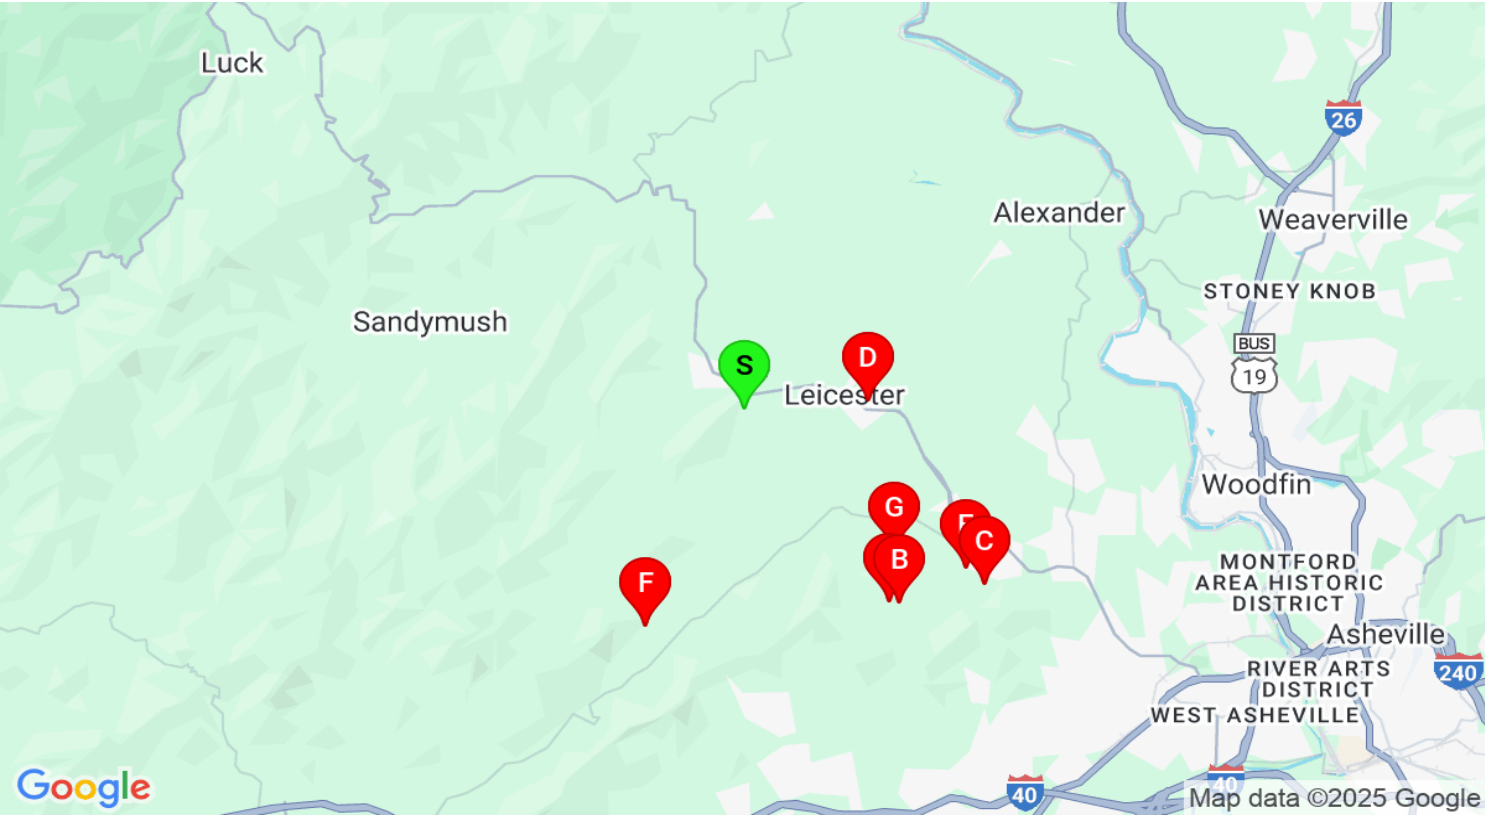 Luck
26
Alexander
Weaverville
STONEY KNOB
Sandymush
BUS
19
S
D
Leicester
Woodfin
G
E
C
B
F
MONTFORD
AREA HISTORIC
DISTRICT
Asheville
RIVER ARTS
DISTRICT
240
WEST ASHEVILLE
Google
40
40
Map data ©2025 Google